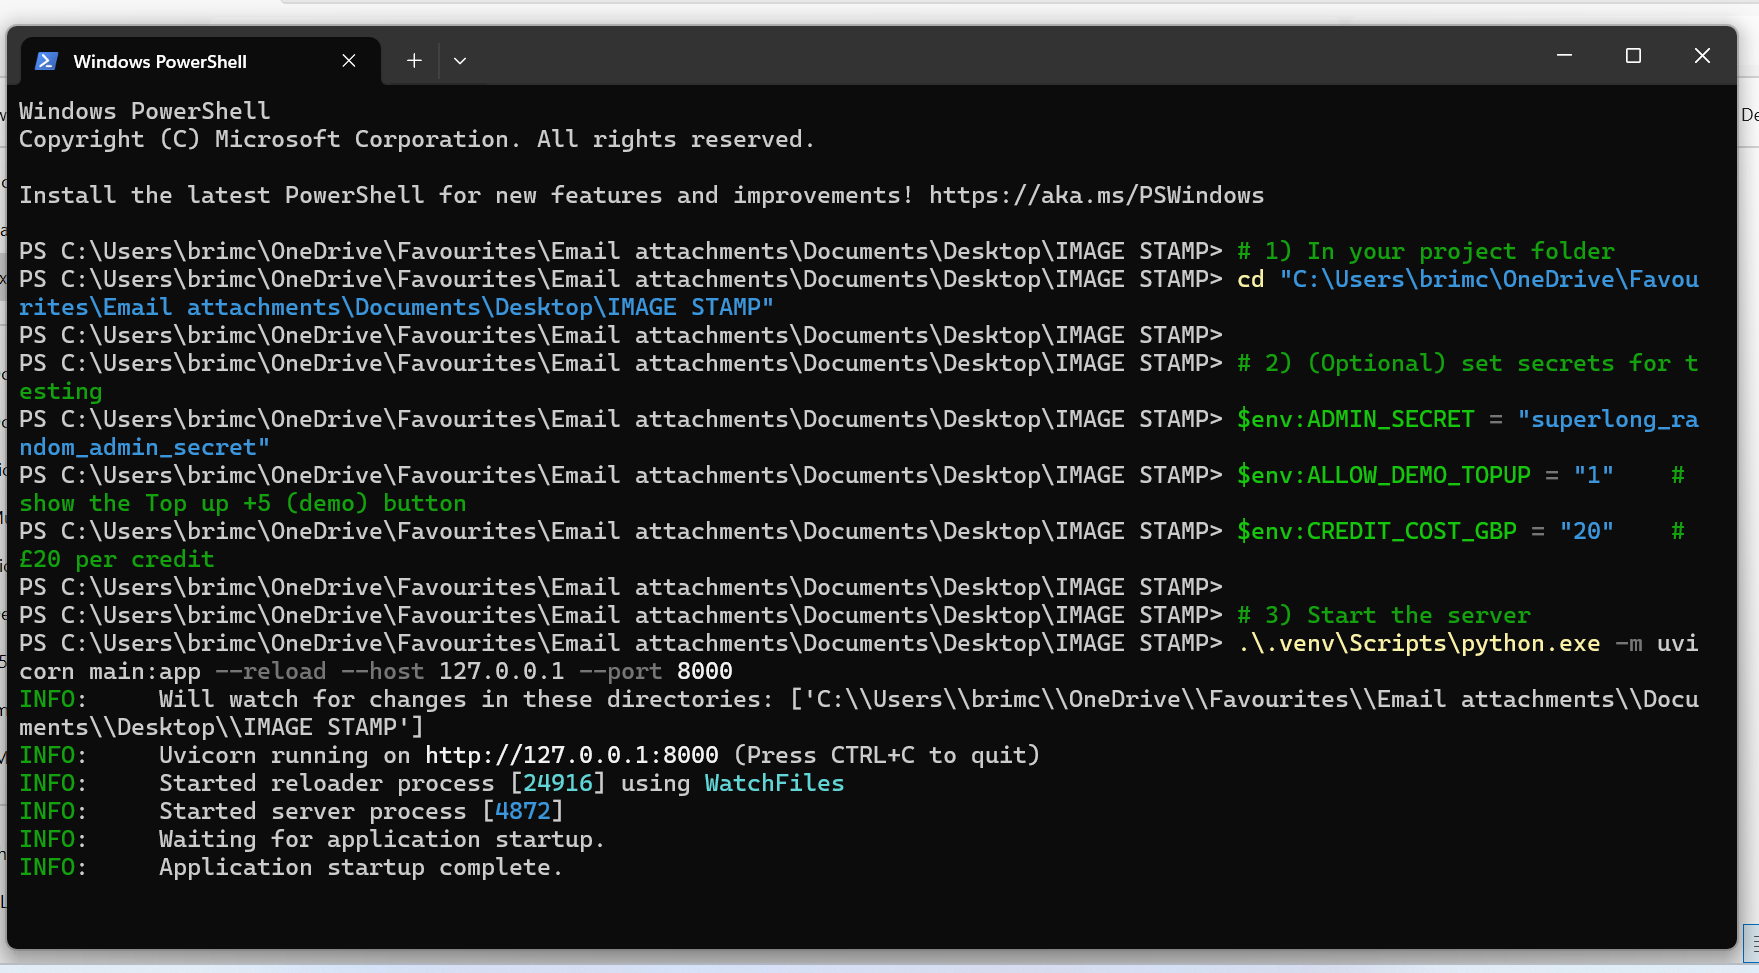 Windows PowerShell
Windows PowerShell
Copyright (C) Microsoft Corporation. All rights reserved.
Install the latest PowerShell for new features and improvements! https://aka.ms/PSWindows
PS C:\Users\brimc\OneDrive\Favourites\Email attachments\Documents\Desktop\IMAGE STAMP> # 1) In your project folder
PS C:\Users\brimc\OneDrive\Favourites\Email attachments\Documents\Desktop\IMAGE STAMP> cd "C:\Users\brimc\OneDrive\Favou
rites\Email attachments\Documents\Desktop\IMAGE STAMP"
PS C:\Users\brimc\OneDrive\Favourites\Email attachments\Documents\Desktop\IMAGE STAMP>
PS C:\Users\brimc\OneDrive\Favourites\Email attachments\Documents\Desktop\IMAGE STAMP> # 2) (Optional) set secrets for t
esting
PS C:\Users\brimc\OneDrive\Favourites\Email attachments\Documents\Desktop\IMAGE STAMP> $env:ADMIN_SECRET = "superlong_ra
ndom_admin_secret"
PS C:\Users\brimc\OneDrive\Favourites\Email attachments\Documents\Desktop\IMAGE STAMP> $env:ALLOW_DEMO_TOPUP = "1"    #
show the Top up +5 (demo) button
PS C:\Users\brimc\OneDrive\Favourites\Email attachments\Documents\Desktop\IMAGE STAMP> $env:CREDIT_COST_GBP = "20"    #
£20 per credit
PS C:\Users\brimc\OneDrive\Favourites\Email attachments\Documents\Desktop\IMAGE STAMP>
PS C:\Users\brimc\OneDrive\Favourites\Email attachments\Documents\Desktop\IMAGE STAMP> # 3) Start the server
PS C:\Users\brimc\OneDrive\Favourites\Email attachments\Documents\Desktop\IMAGE STAMP> .\.venv\Scripts\python.exe -m uvi
corn main:app --reload --host 127.0.0.1 --port 8000
INFO:     Will watch for changes in these directories: ['C:\\Users\\brimc\\OneDrive\\Favourites\\Email attachments\\Docu
ments\\Desktop\\IMAGE STAMP']
INFO:     Uvicorn running on http://127.0.0.1:8000 (Press CTRL+C to quit)
INFO:     Started reloader process [24916] using WatchFiles
INFO:     Started server process [4872]
INFO:     Waiting for application startup.
INFO:     Application startup complete.